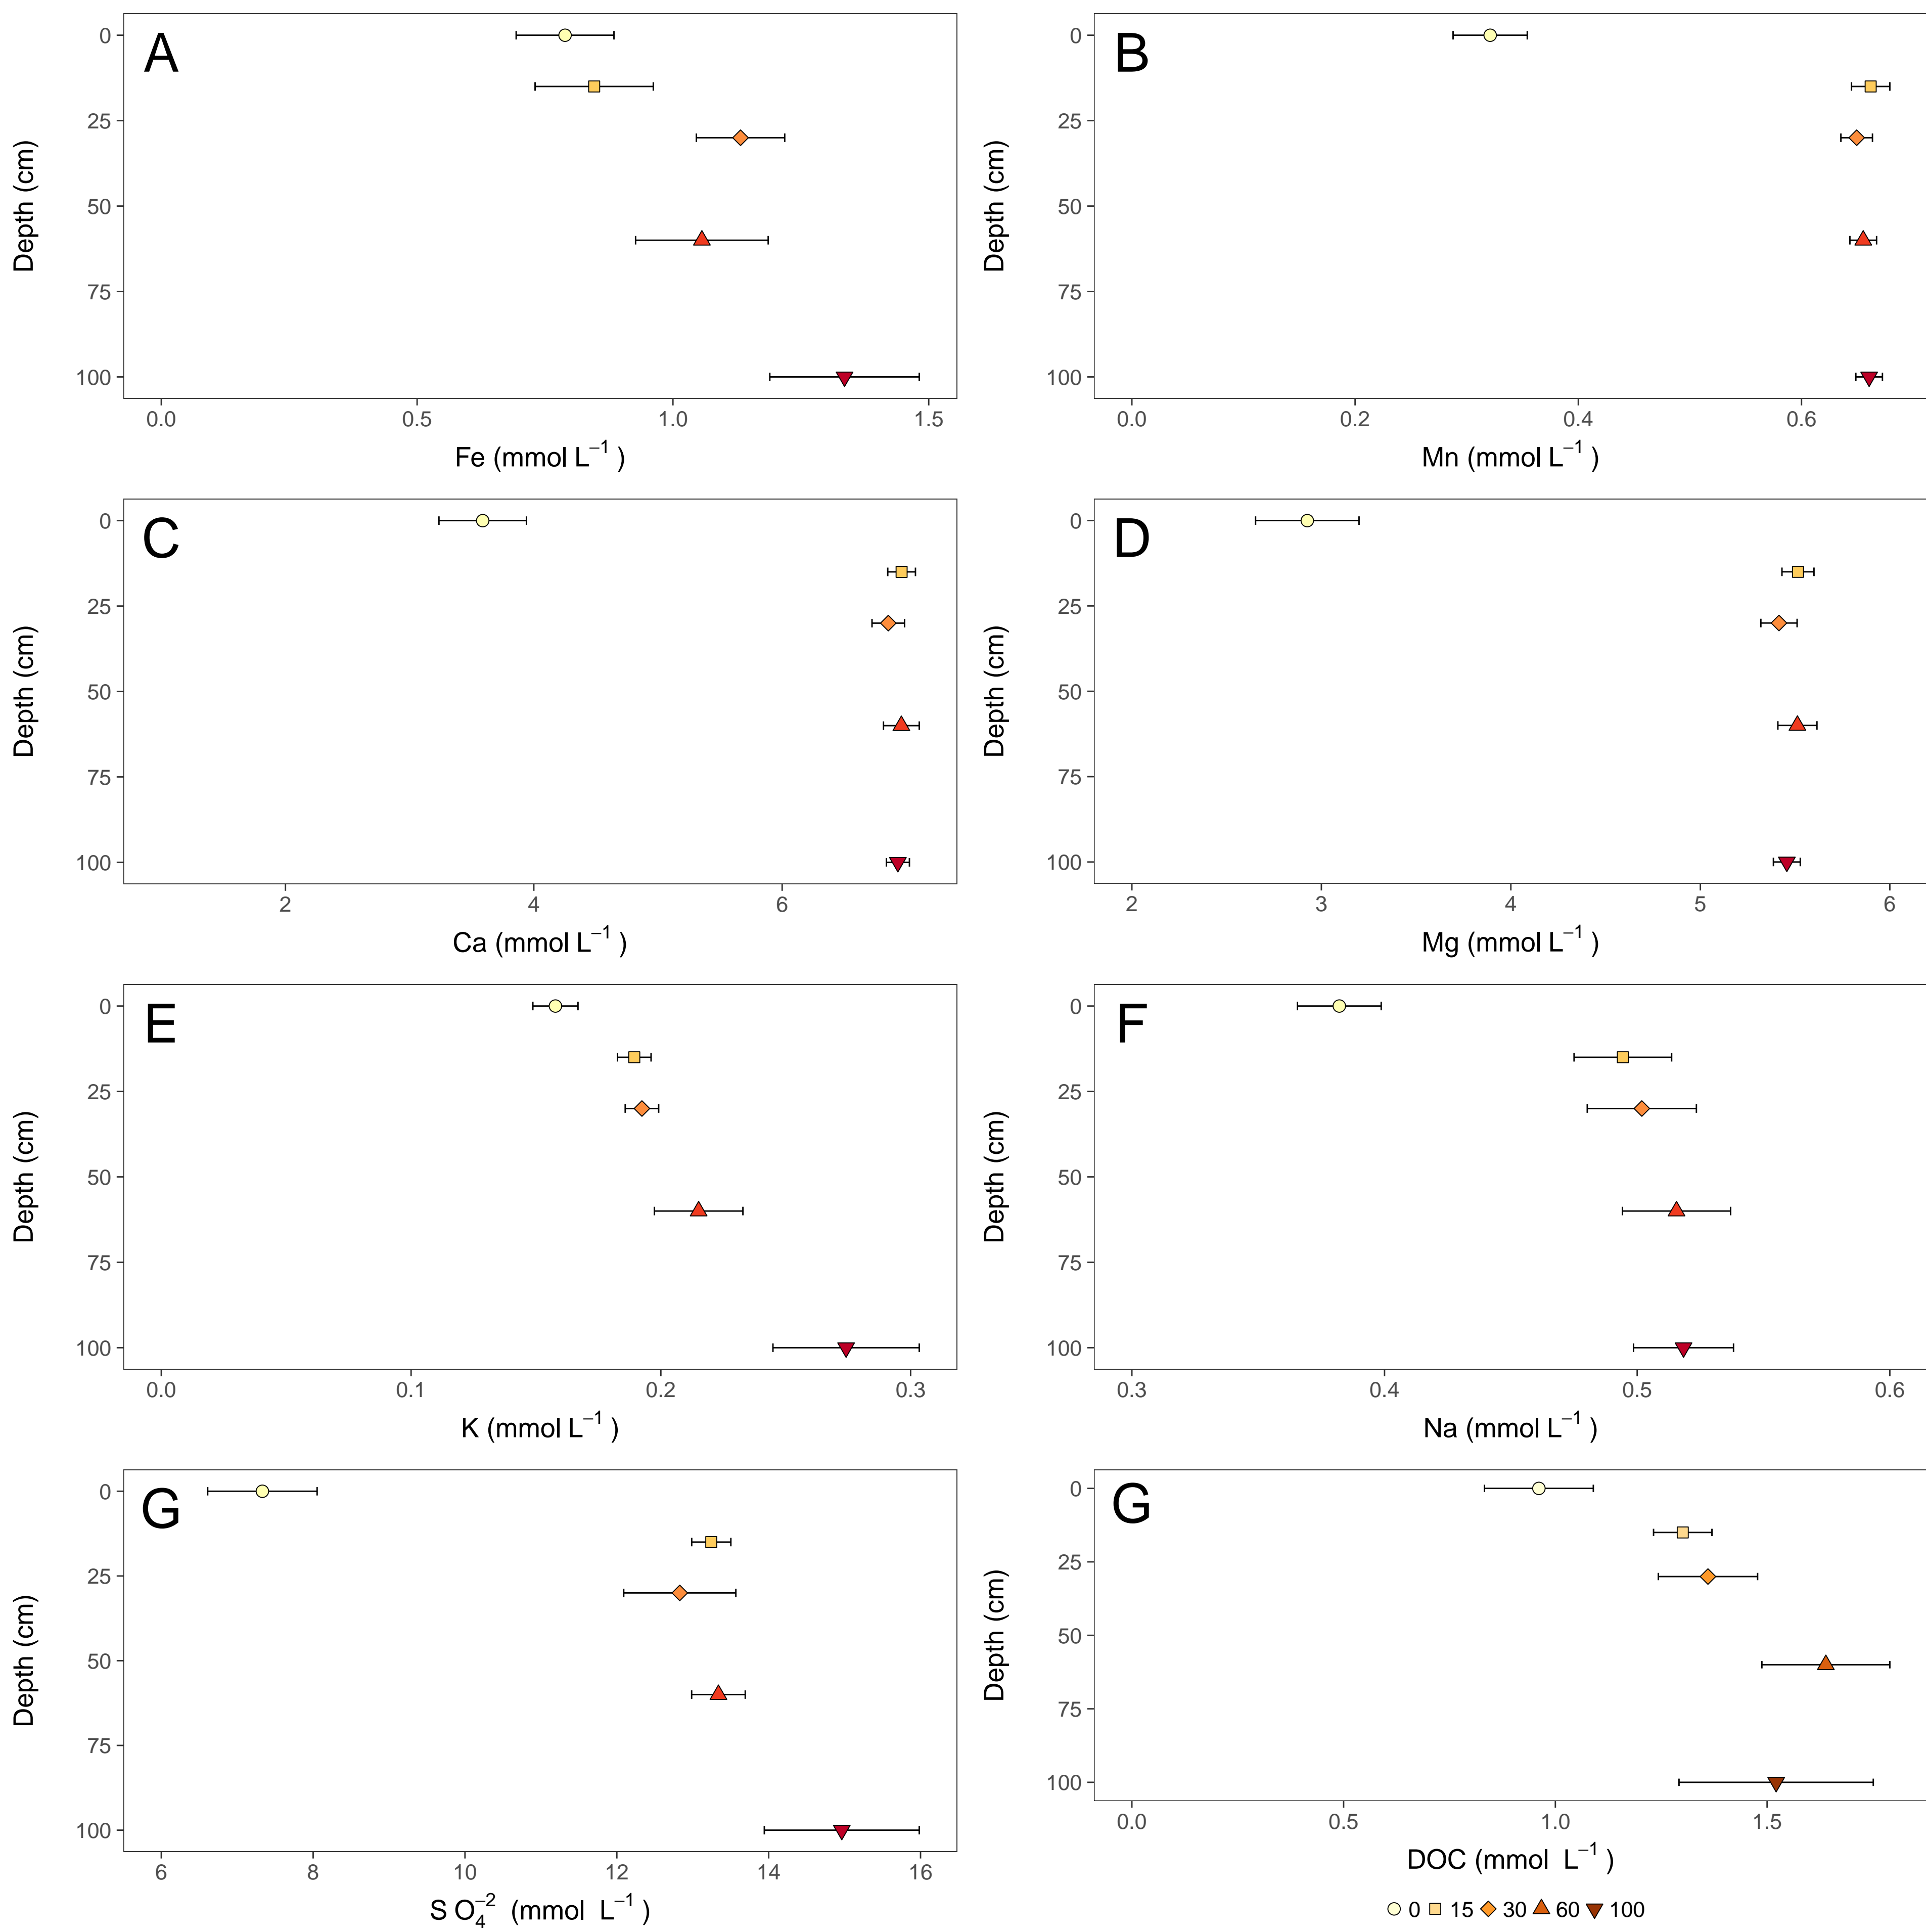 A
0
25
50
75
100
Depth (cm)
0.0 0.5 1.0 1.5
Fe (mmol L⁻¹ )
B
0
25
50
75
100
Depth (cm)
0.0 0.2 0.4 0.6
Mn (mmol L⁻¹ )
C
0
25
50
75
100
Depth (cm)
2 4 6
Ca (mmol L⁻¹ )
D
0
25
50
75
100
Depth (cm)
2 3 4 5 6
Mg (mmol L⁻¹ )
E
0
25
50
75
100
Depth (cm)
0.0 0.1 0.2 0.3
K (mmol L⁻¹ )
F
0
25
50
75
100
Depth (cm)
0.3 0.4 0.5 0.6
Na (mmol L⁻¹ )
G
0
25
50
75
100
Depth (cm)
6 8 10 12 14 16
S O₄⁻² (mmol L⁻¹ )
G
0
25
50
75
100
Depth (cm)
0.0 0.5 1.0 1.5
DOC (mmol L⁻¹ )
0 15 30 60 100